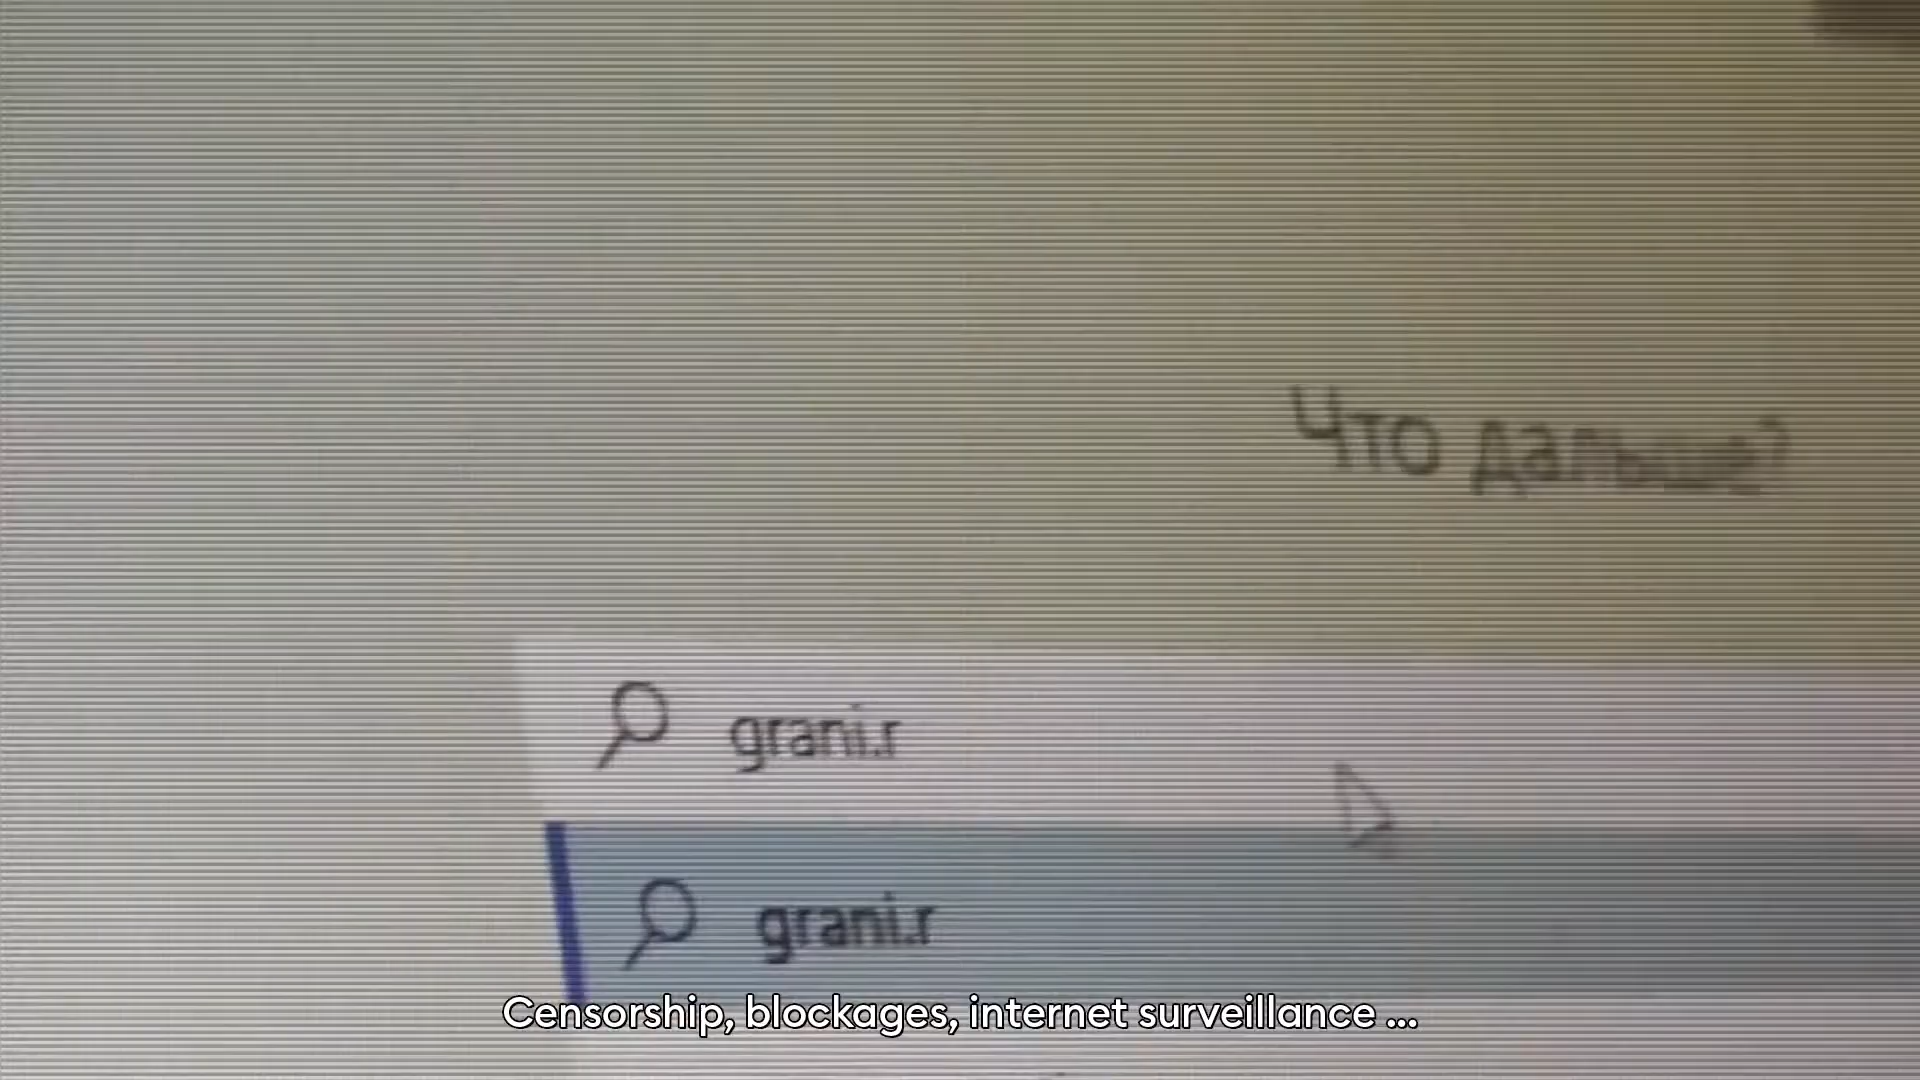 Что дальше?
grani.r
grani.r
Censorship, blockages, internet surveillance ...